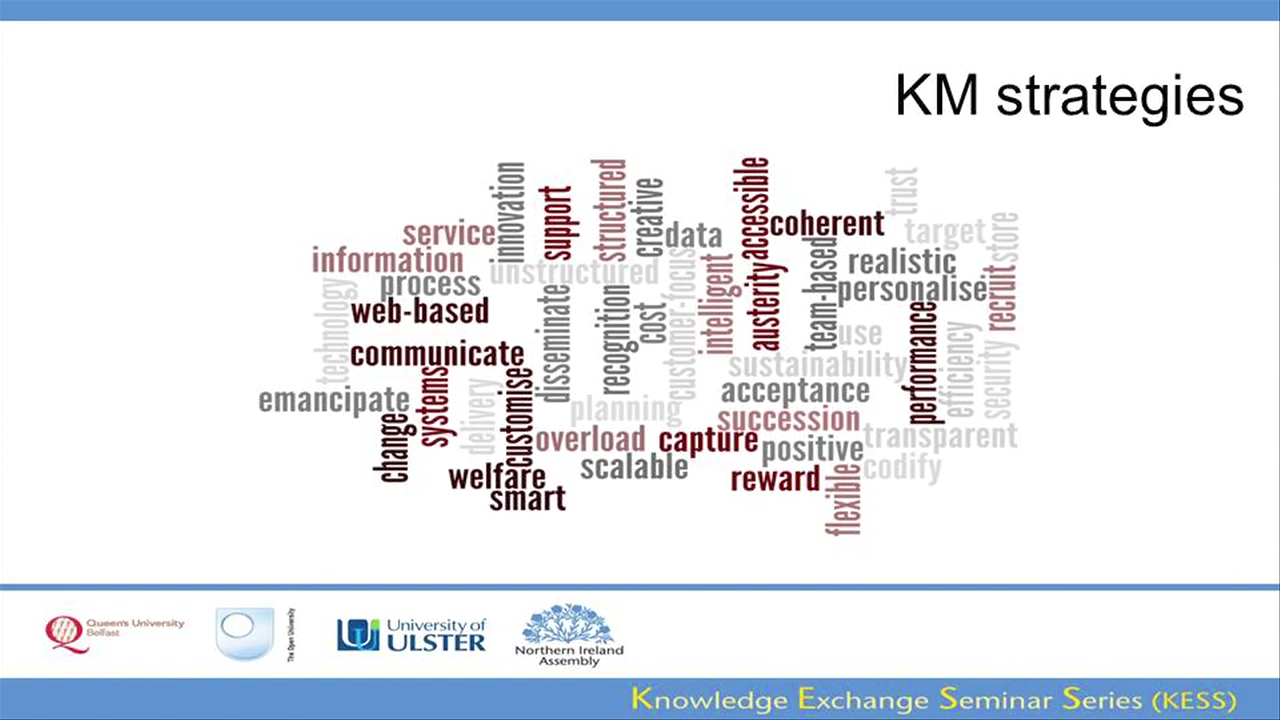 KM strategies
innovation
support
structured
creative
accessible
trust
service
data
coherent
target
store
information
unstructured
customer-focus
intelligent
austerity
team-based
realistic
recruit
process
personalise
technology
web-based
disseminate
recognition
cost
use
performance
efficiency
security
communicate
sustainability
emancipate
systems
delivery
customise
planning
acceptance
change
overload
capture
succession
positive
transparent
scalable
codify
welfare
reward
flexible
smart
Queen's University
Belfast
The Open University
University of
ULSTER
Northern Ireland
Assembly
Knowledge Exchange Seminar Series (KESS)